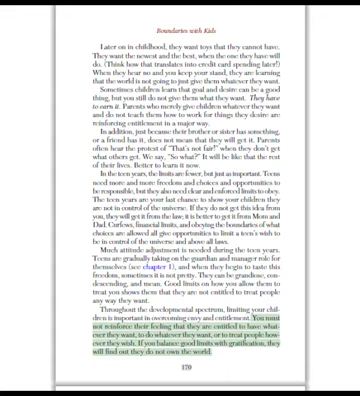 Boundaries with Kids
Later on in childhood, they want toys that they cannot have.
They want the newest and the best, when the one they have will
do. (Think how that translates into credit card spending later!)
When they hear no and you keep your stand, they are learning
that the world is not going to just give them whatever they want.
Sometimes children learn that goal and desire can be a good
thing, but you still do not give them what they want. They have
to earn it. Parents who merely give children whatever they want
and do not teach them how to work for things they desire are
reinforcing entitlement in a major way.
In addition, just because their brother or sister has something,
or a friend has it, does not mean that they will get it. Parents
often hear the protest of "That's not fair!" when they don't get
what others get. We say, "So what?" It will be like that the rest
of their lives. Better to learn it now.
In the teen years, the limits are fewer, but just as important. Teens
need more and more freedom and choices and opportunities to
be responsible, but they also need clear and enforced limits to obey.
The teen years are your last chance to show your children they
are not in control of the universe. If they do not get this idea from
you, they will get it from the law; it is better to get it from Mom and
Dad. Curfews, financial limits, and obeying the boundaries of what
choices are allowed all give opportunities to limit a teen's wish to
be in control of the universe and above all laws.
Much attitude adjustment is needed during the teen years.
Teens are gradually taking on the guardian and manager role for
themselves (see chapter 1), and when they begin to taste this
freedom, sometimes it is not pretty. They can be grandiose, con-
descending, and mean. Good limits on how you allow them to
treat you shows them that they are not entitled to treat people
any way they want.
Throughout the developmental spectrum, limiting your chil-
dren is important in overcoming envy and entitlement. You must
not reinforce their feeling that they are entitled to have what-
ever they want, to do whatever they want, or to treat people how-
ever they wish. If you balance good limits with gratification, they
will find out they do not own the world.
170